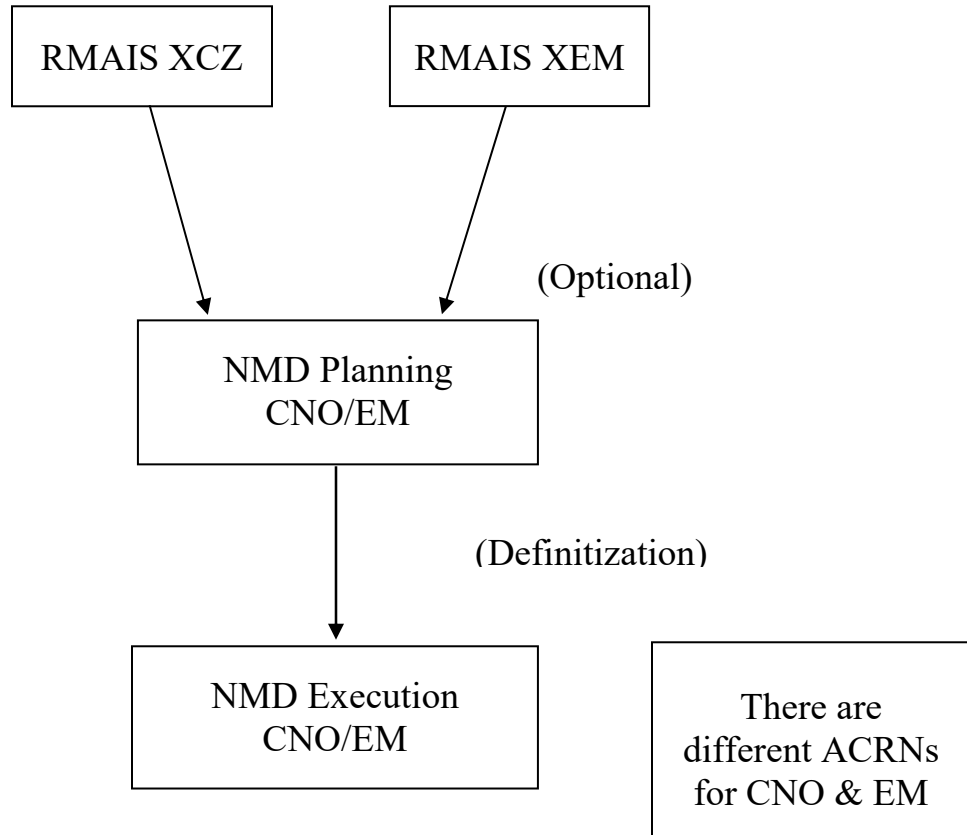 RMAIS XCZ
RMAIS XEM
(Optional)
NMD Planning
CNO/EM
(Definitization)
NMD Execution
CNO/EM
There are
different ACRNs
for CNO & EM